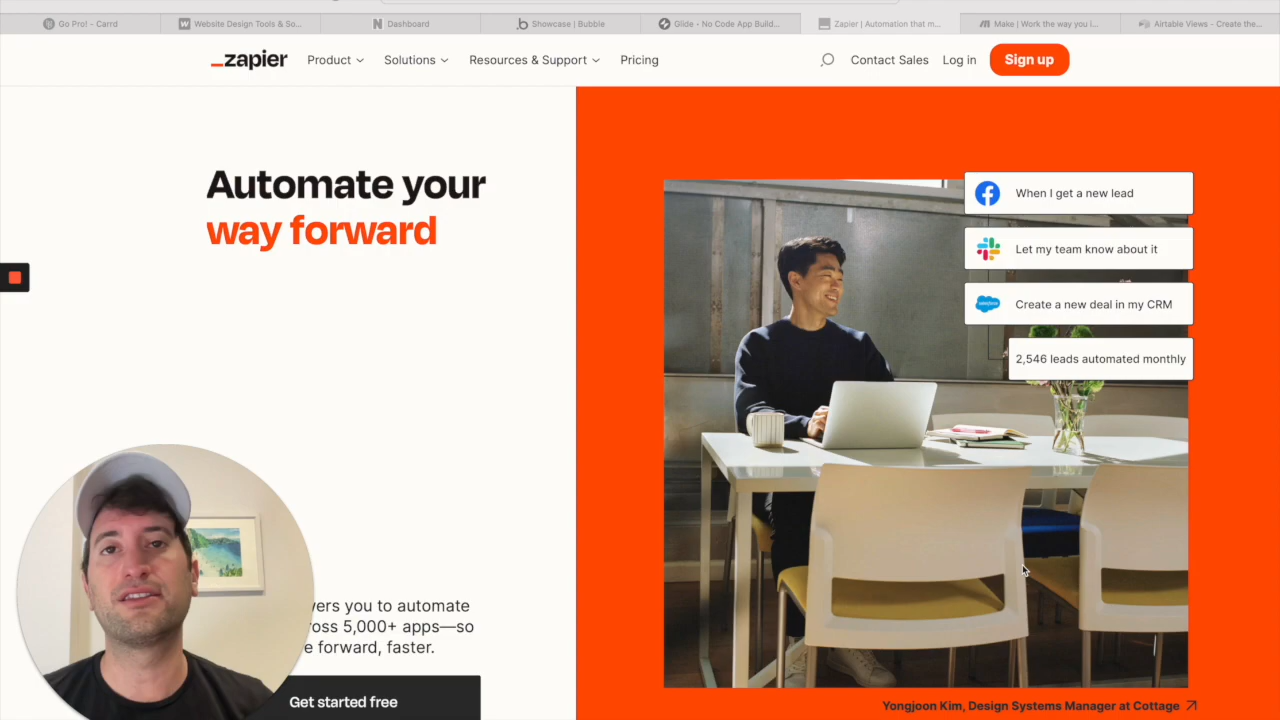 Go Pro! - Carrd
Website Design Tools & So...
Dashboard
Showcase | Bubble
Glide - No Code App Build...
Zapier | Automation that m...
Make | Work the way you i...
Airtable Views - Create the...
_zapier
Product
Solutions
Resources & Support
Pricing
Contact Sales
Log in
Sign up
Automate your
way forward
When I get a new lead
Let my team know about it
Create a new deal in my CRM
2,546 leads automated monthly
vers you to automate
ross 5,000+ apps—so
e forward, faster.
Get started free
Yongjoon Kim, Design Systems Manager at Cottage